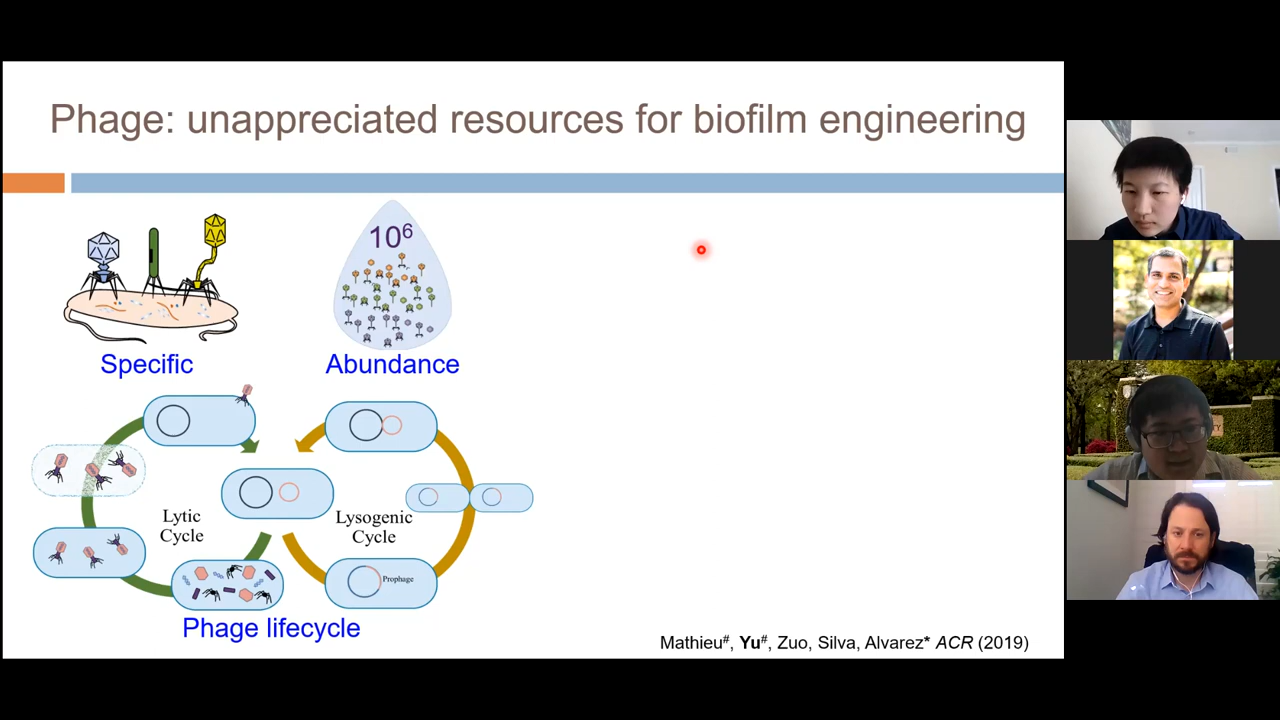 Phage: unappreciated resources for biofilm engineering
10⁶
Specific
Abundance
Lytic
Cycle
Lysogenic
Cycle
Prophage
Phage lifecycle
Mathieu#, Yu#, Zuo, Silva, Alvarez* ACR (2019)